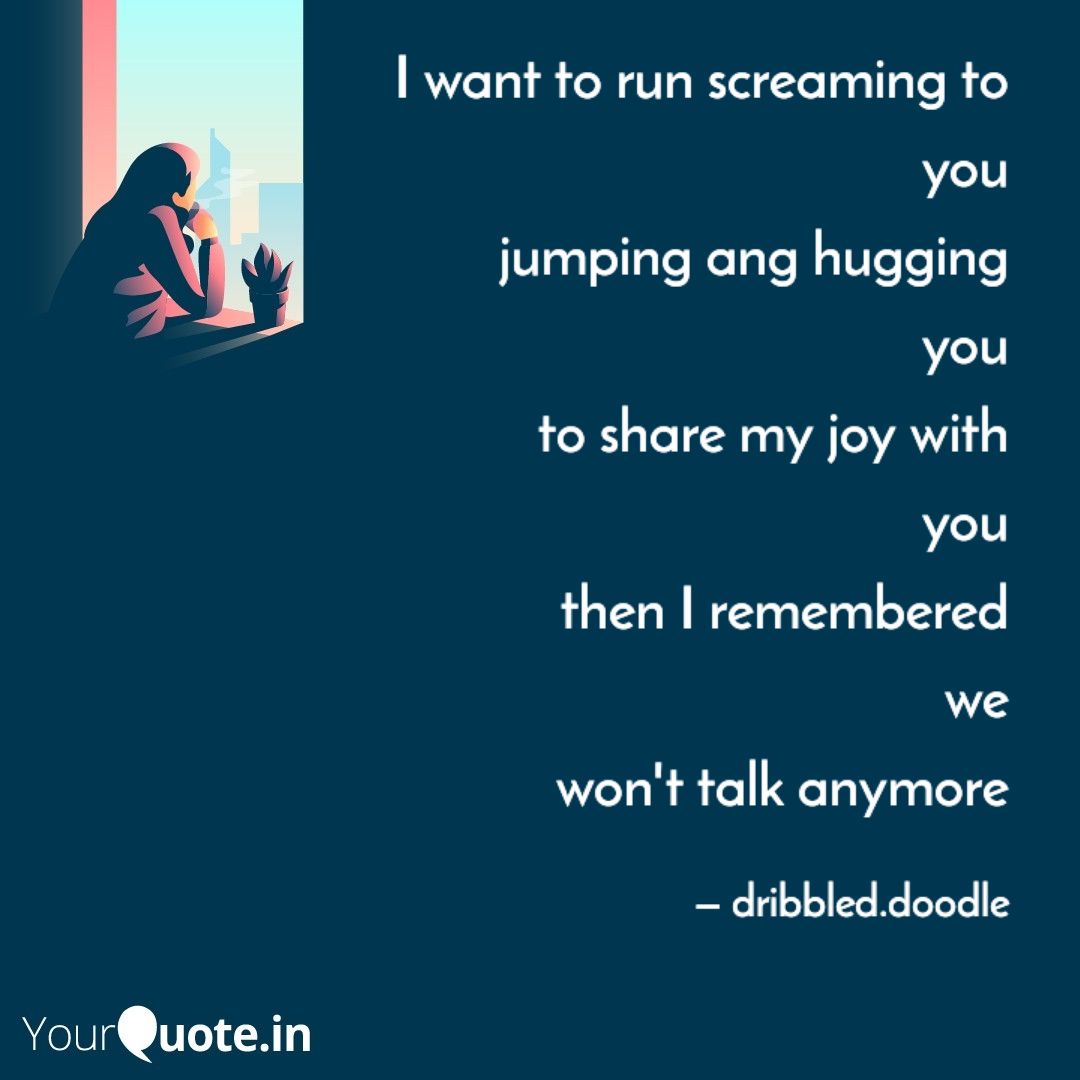 I want to run screaming to
you
jumping ang hugging
you
to share my joy with
you
then I remembered
we
won't talk anymore
– dribbled.doodle
YourQuote.in